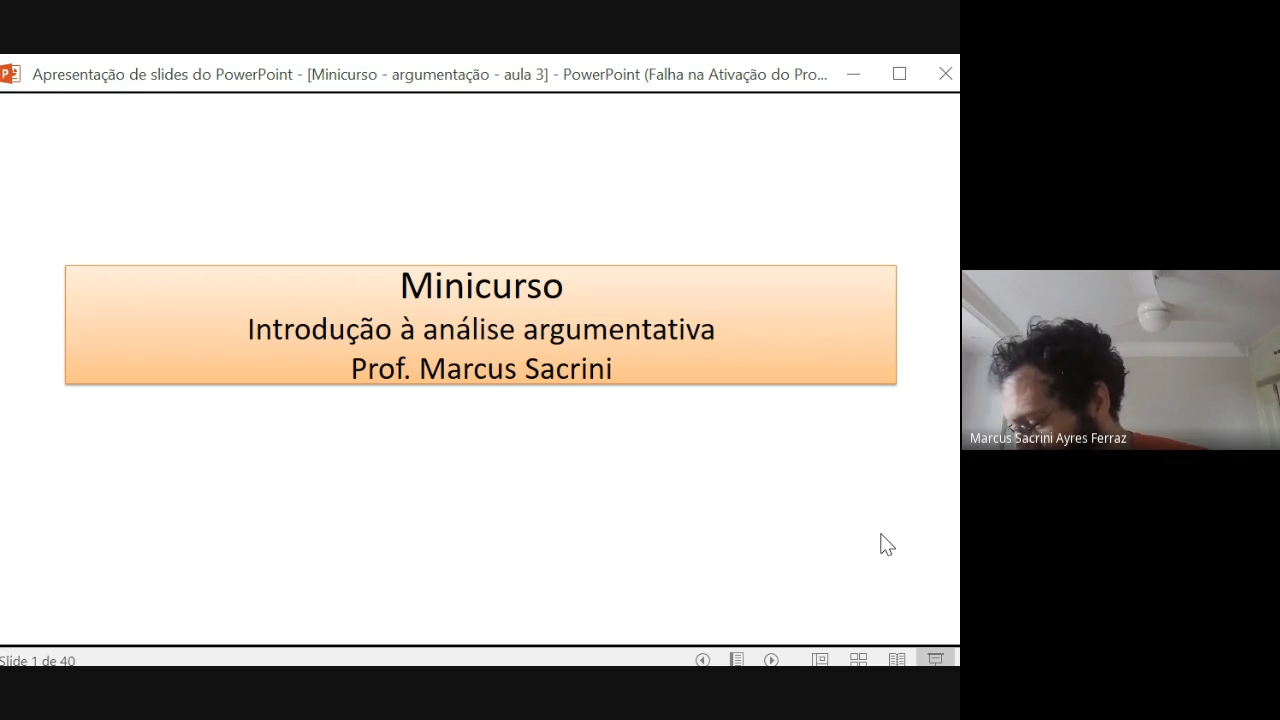 Apresentação de slides do PowerPoint - [Minicurso - argumentação - aula 3] - PowerPoint (Falha na Ativação do Pro...
Minicurso
Introdução à análise argumentativa
Prof. Marcus Sacrini
Marcus Sacrini Ayres Ferraz
Slide 1 de 40